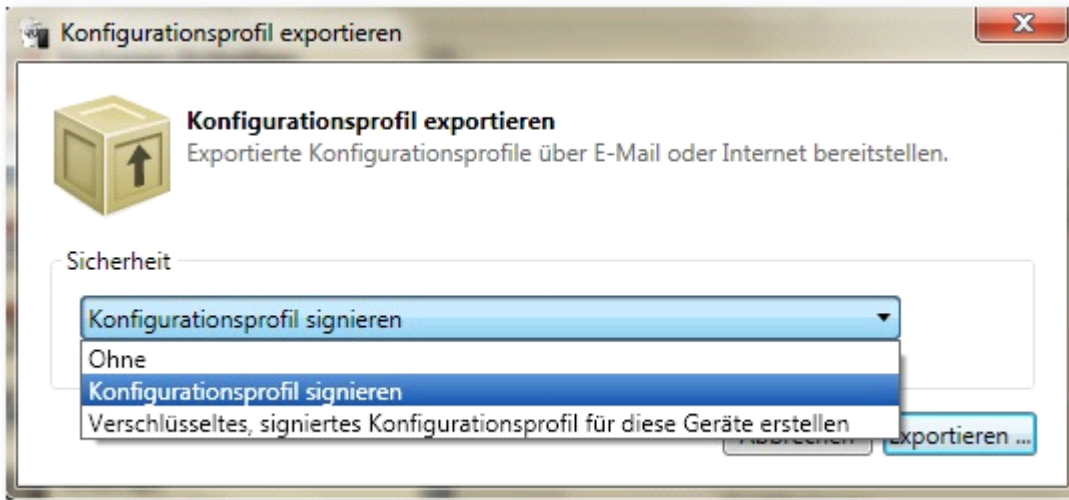 Konfigurationsprofil exportieren
Konfigurationsprofil exportieren
Exportierte Konfigurationsprofile über E-Mail oder Internet bereitstellen.
Sicherheit
Konfigurationsprofil signieren
Ohne
Konfigurationsprofil signieren
Verschlüsseltes, signiertes Konfigurationsprofil für diese Geräte erstellen
Abbrechen Exportieren ...